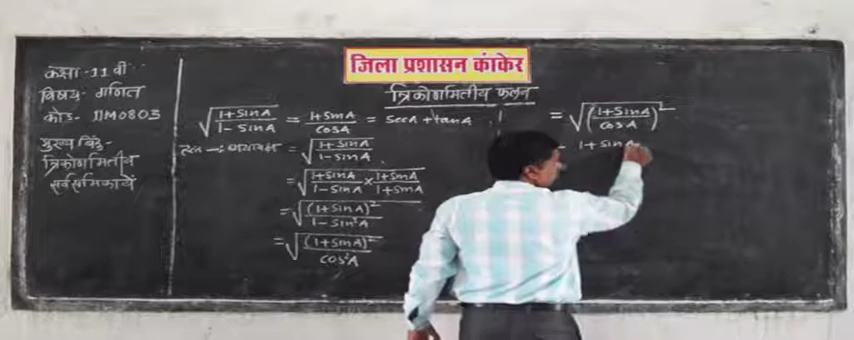 जिला प्रशासन कांकेर
त्रिकोणमितीय फलन
कक्षा - 11 वी
विषय - गणित
कोड - 11M0803
मुख्य बिंदु -
त्रिकोणमितीय
सर्वसमिकायें
√((1+SinA)/(1-SinA)) = (1+SinA)/CosA = SecA + tanA
हल → बायापक्ष = √((1+SinA)/(1-SinA))
= √((1+SinA)/(1-SinA) × (1+SinA)/(1+SinA))
= √((1+SinA)²/(1-Sin²A))
= √((1+SinA)²/Cos²A)
= √(((1+SinA)/CosA)²)
1+SinA